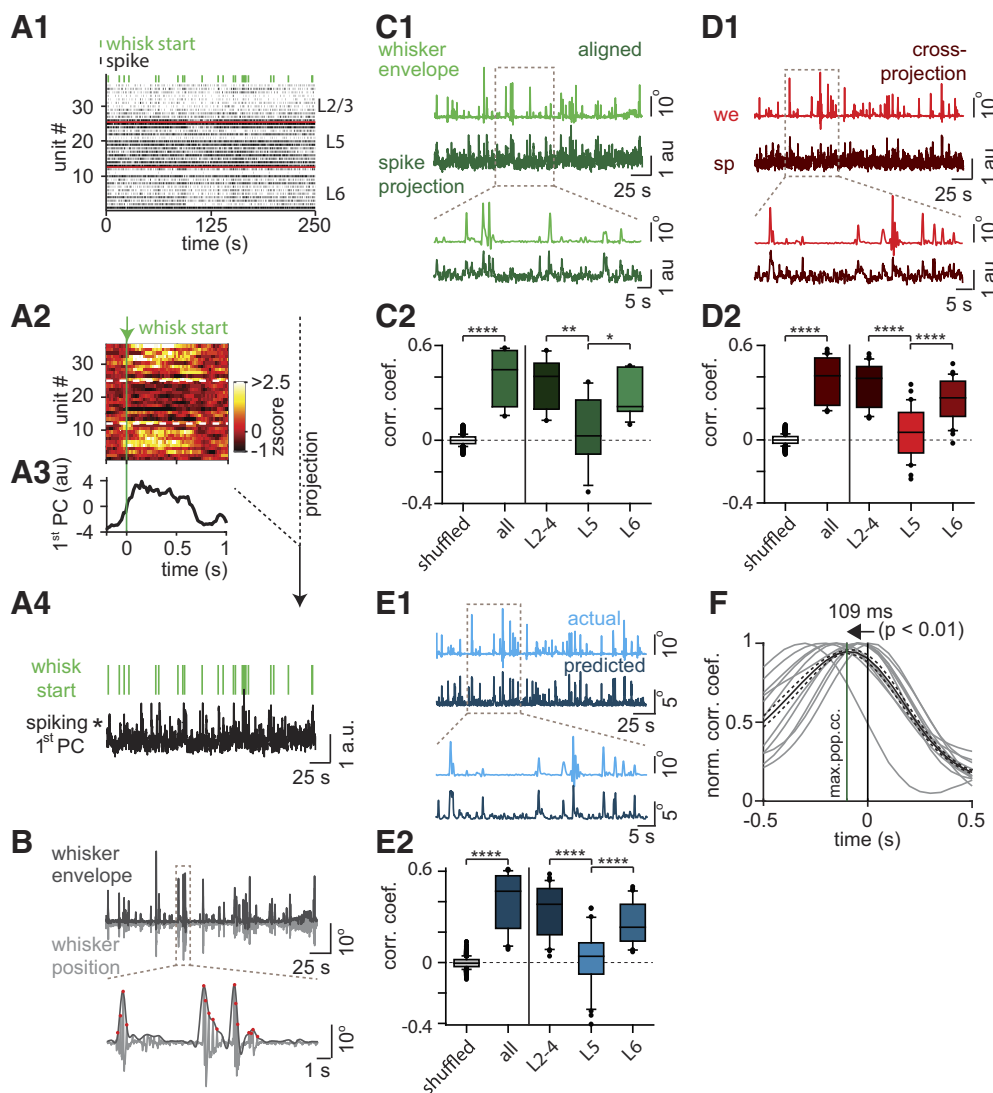 A1
whisk start
spike
unit #
30
20
10
L2/3
L5
L6
0
125
250
time (s)
A2
whisk start
unit #
30
20
10
>2.5
-1
zscore
projection
A3
1st PC (au)
4
0
-4
0
0.5
1
time (s)
A4
whisk
start
spiking *
1st PC
1 a.u.
25 s
B
whisker
envelope
whisker
position
10°
25 s
10°
1 s
C1
whisker
envelope
aligned
10°
spike
projection
1 au
25 s
10°
1 au
5 s
C2
corr. coef.
0.6
0
-0.4
****
**
*
shuffled
all
L2-4
L5
L6
D1
cross-
projection
we
10°
sp
1 au
25 s
10°
1 au
5 s
D2
corr. coef.
0.6
0
-0.4
****
****
****
shuffled
all
L2-4
L5
L6
E1
actual
10°
predicted
5°
25 s
10°
5°
5 s
E2
corr. coef.
0.6
0
-0.4
****
****
****
shuffled
all
L2-4
L5
L6
F
109 ms
(p < 0.01)
norm. corr. coef.
1
0.5
0
max.pop.cc.
-0.5
0
0.5
time (s)